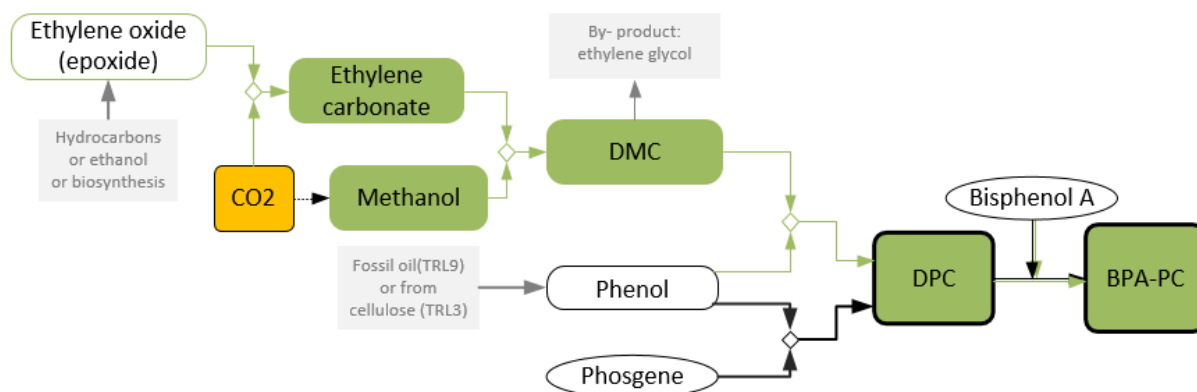 Ethylene oxide
(epoxide)
By- product:
ethylene glycol
Ethylene
carbonate
Hydrocarbons
or ethanol
or biosynthesis
DMC
CO2
Methanol
Bisphenol A
Fossil oil(TRL9)
or from
cellulose (TRL3)
Phenol
DPC
BPA-PC
Phosgene